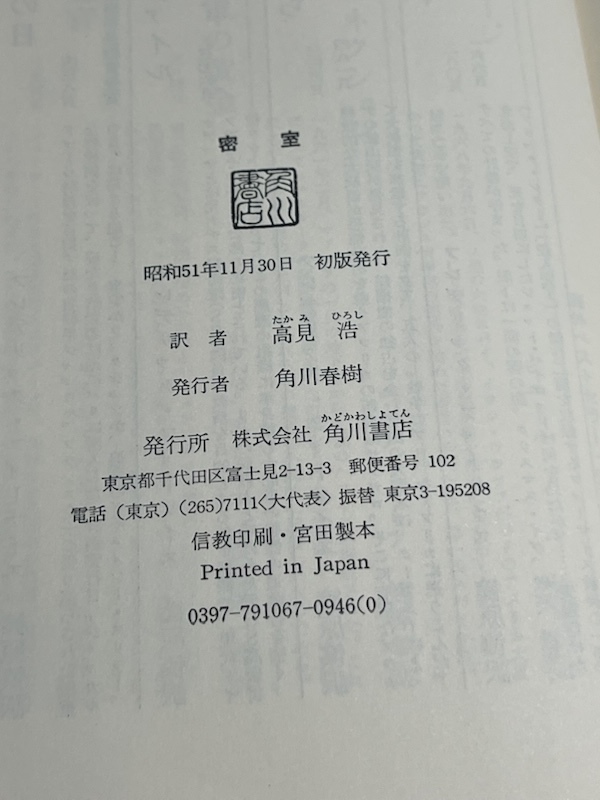 密室
角川書店
昭和51年11月30日 初版発行
たかみ ひろし
訳者 高見 浩
発行者 角川春樹
かどかわしよてん
発行所 株式会社 角川書店
東京都千代田区富士見2-13-3 郵便番号 102
電話（東京）(265)7111〈大代表〉振替 東京3-195208
信教印刷・宮田製本
Printed in Japan
0397-791067-0946(0)